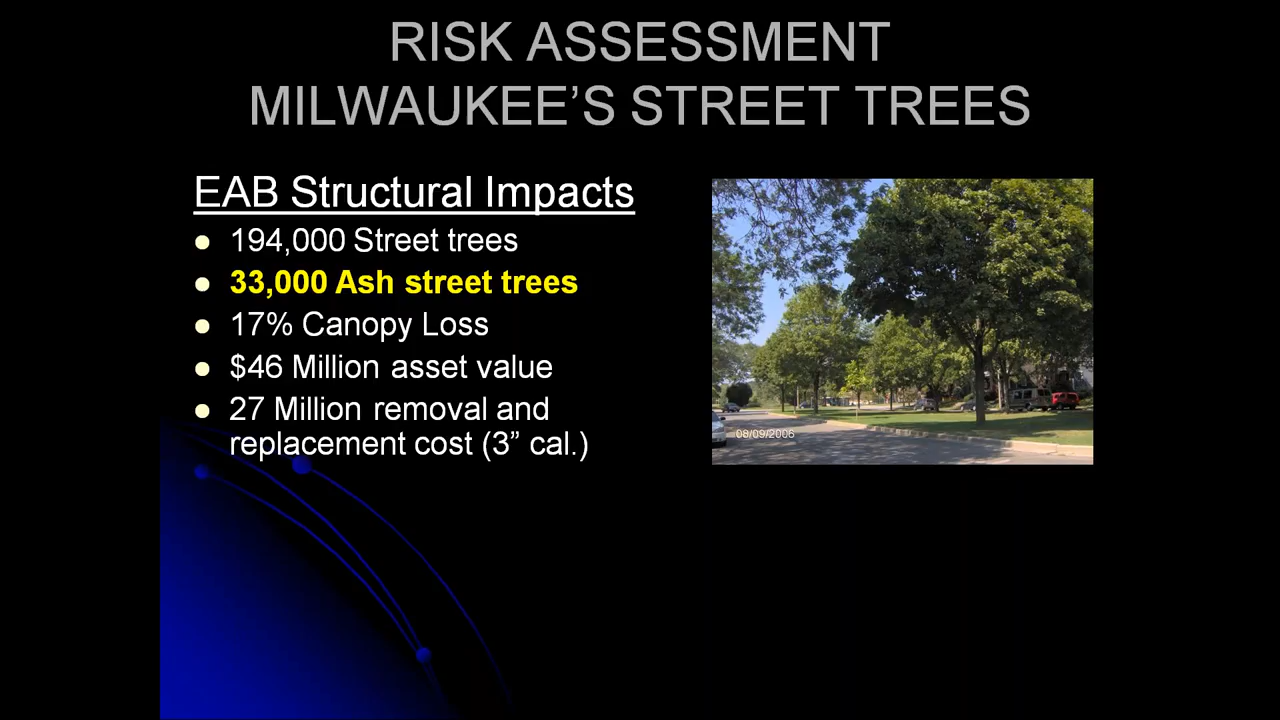 RISK ASSESSMENT
MILWAUKEE’S STREET TREES
EAB Structural Impacts
● 194,000 Street trees
● 33,000 Ash street trees
● 17% Canopy Loss
● $46 Million asset value
● 27 Million removal and
replacement cost (3” cal.)
08/09/2006